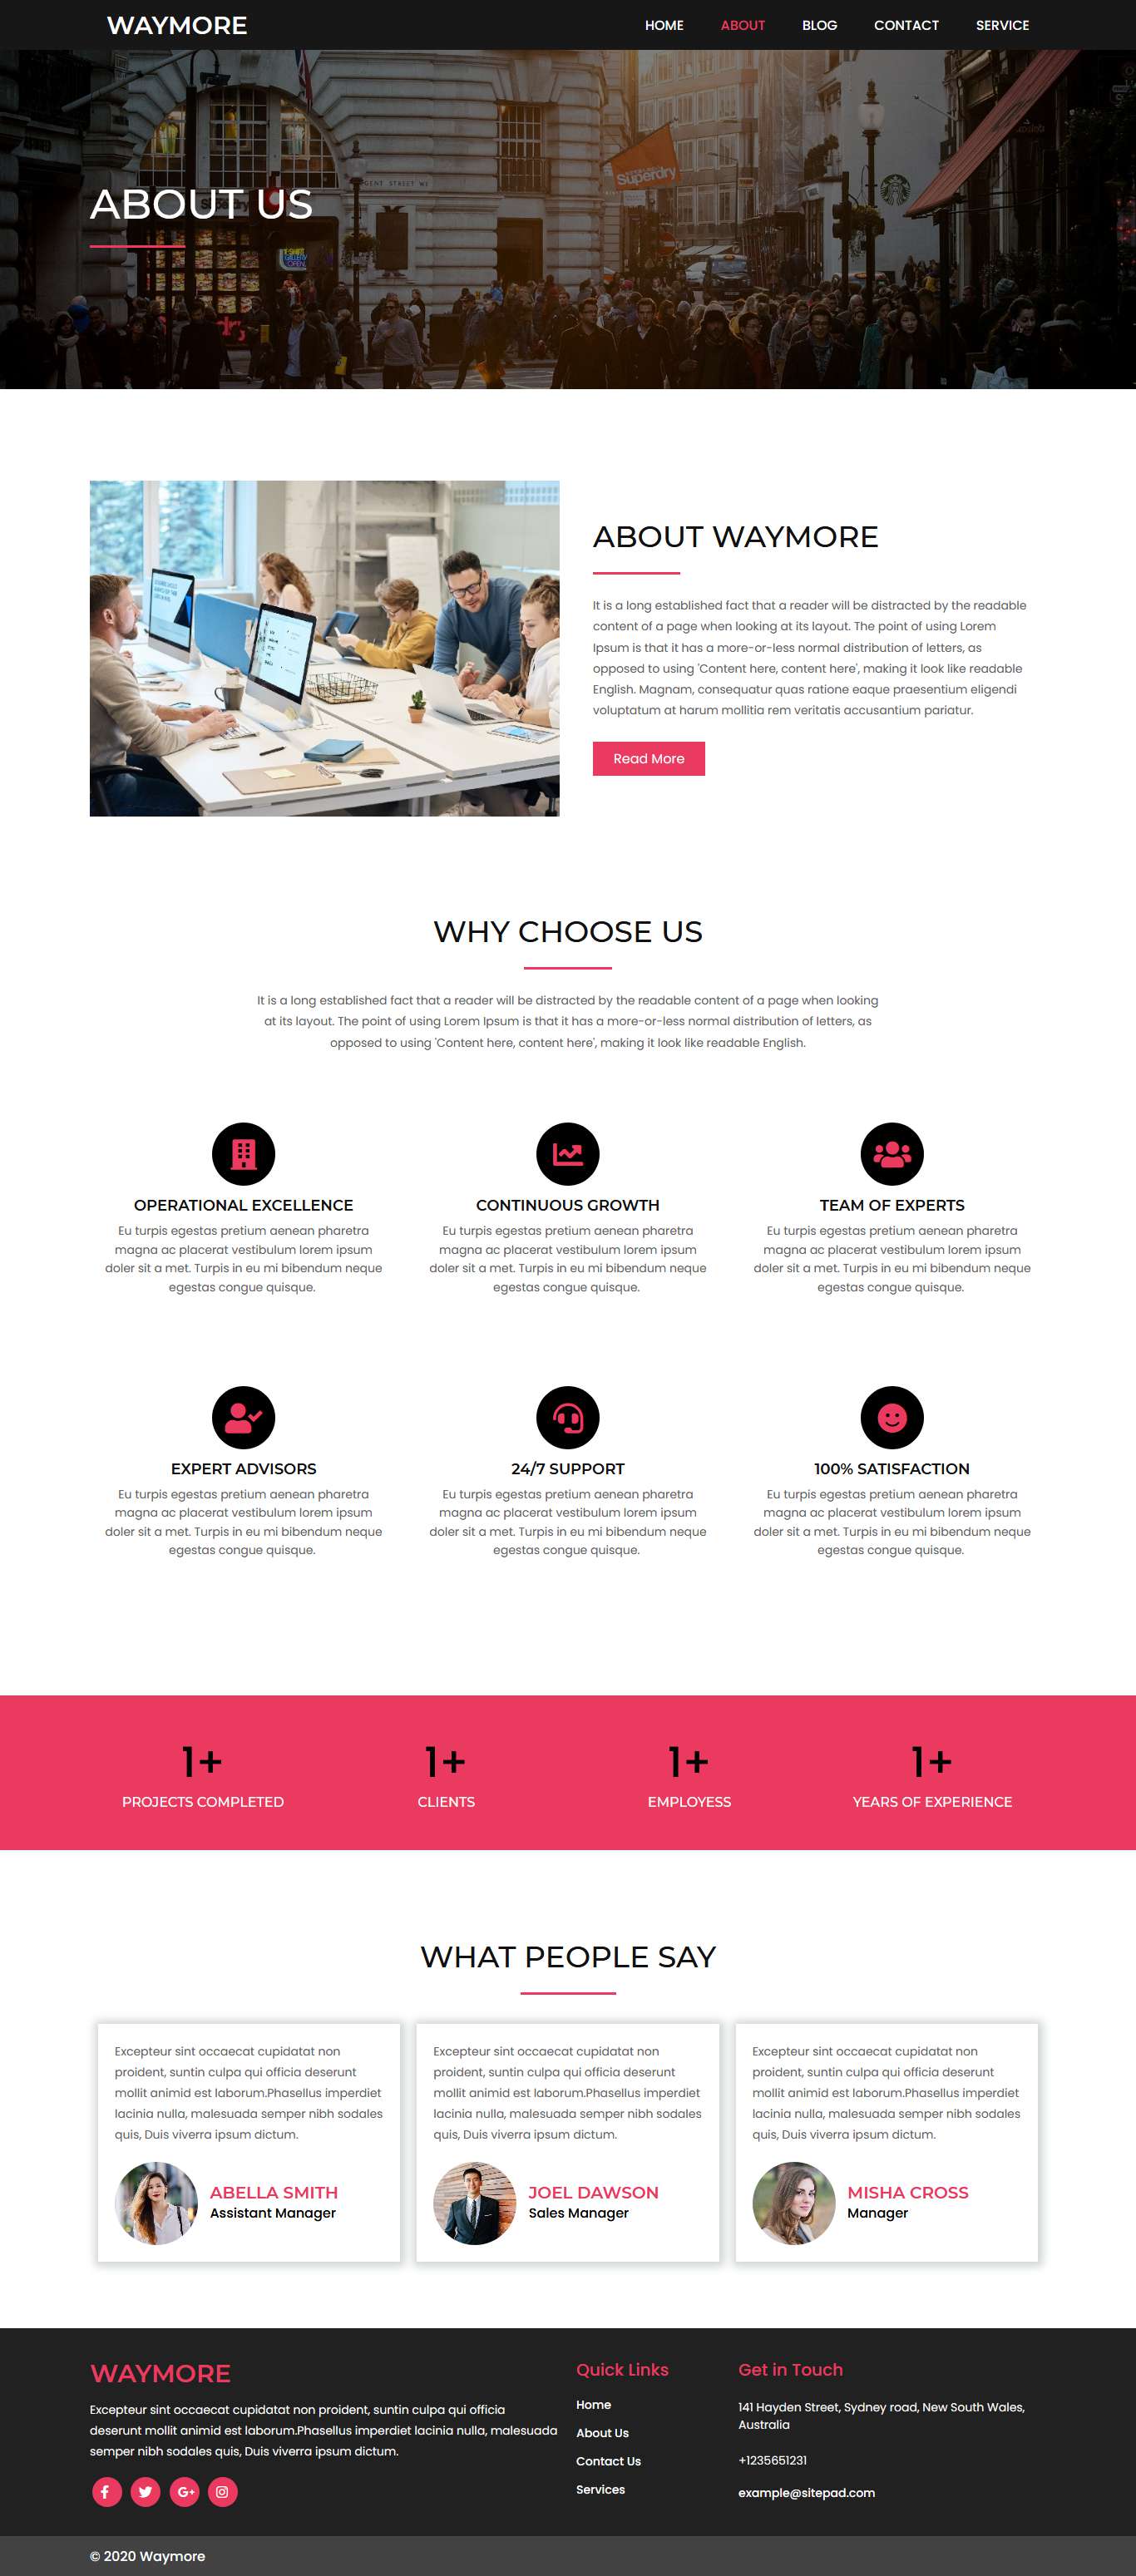 WAYMORE
HOME ABOUT BLOG CONTACT SERVICE
GENT STREET W1
Superdry
ABOUT US
OPEN
ABOUT WAYMORE
It is a long established fact that a reader will be distracted by the readable
content of a page when looking at its layout. The point of using Lorem
Ipsum is that it has a more-or-less normal distribution of letters, as
opposed to using 'Content here, content here', making it look like readable
English. Magnam, consequatur quas ratione eaque praesentium eligendi
voluptatum at harum mollitia rem veritatis accusantium pariatur.
Read More
WHY CHOOSE US
It is a long established fact that a reader will be distracted by the readable content of a page when looking
at its layout. The point of using Lorem Ipsum is that it has a more-or-less normal distribution of letters, as
opposed to using 'Content here, content here', making it look like readable English.
OPERATIONAL EXCELLENCE
Eu turpis egestas pretium aenean pharetra
magna ac placerat vestibulum lorem ipsum
doler sit a met. Turpis in eu mi bibendum neque
egestas congue quisque.
CONTINUOUS GROWTH
Eu turpis egestas pretium aenean pharetra
magna ac placerat vestibulum lorem ipsum
doler sit a met. Turpis in eu mi bibendum neque
egestas congue quisque.
TEAM OF EXPERTS
Eu turpis egestas pretium aenean pharetra
magna ac placerat vestibulum lorem ipsum
doler sit a met. Turpis in eu mi bibendum neque
egestas congue quisque.
EXPERT ADVISORS
Eu turpis egestas pretium aenean pharetra
magna ac placerat vestibulum lorem ipsum
doler sit a met. Turpis in eu mi bibendum neque
egestas congue quisque.
24/7 SUPPORT
Eu turpis egestas pretium aenean pharetra
magna ac placerat vestibulum lorem ipsum
doler sit a met. Turpis in eu mi bibendum neque
egestas congue quisque.
100% SATISFACTION
Eu turpis egestas pretium aenean pharetra
magna ac placerat vestibulum lorem ipsum
doler sit a met. Turpis in eu mi bibendum neque
egestas congue quisque.
1+
PROJECTS COMPLETED
1+
CLIENTS
1+
EMPLOYESS
1+
YEARS OF EXPERIENCE
WHAT PEOPLE SAY
Excepteur sint occaecat cupidatat non
proident, suntin culpa qui officia deserunt
mollit animid est laborum.Phasellus imperdiet
lacinia nulla, malesuada semper nibh sodales
quis, Duis viverra ipsum dictum.
ABELLA SMITH
Assistant Manager
Excepteur sint occaecat cupidatat non
proident, suntin culpa qui officia deserunt
mollit animid est laborum.Phasellus imperdiet
lacinia nulla, malesuada semper nibh sodales
quis, Duis viverra ipsum dictum.
JOEL DAWSON
Sales Manager
Excepteur sint occaecat cupidatat non
proident, suntin culpa qui officia deserunt
mollit animid est laborum.Phasellus imperdiet
lacinia nulla, malesuada semper nibh sodales
quis, Duis viverra ipsum dictum.
MISHA CROSS
Manager
WAYMORE
Excepteur sint occaecat cupidatat non proident, suntin culpa qui officia
deserunt mollit animid est laborum.Phasellus imperdiet lacinia nulla, malesuada
semper nibh sodales quis, Duis viverra ipsum dictum.
Quick Links
Home
About Us
Contact Us
Services
Get in Touch
141 Hayden Street, Sydney road, New South Wales,
Australia
+1235651231
example@sitepad.com
© 2020 Waymore